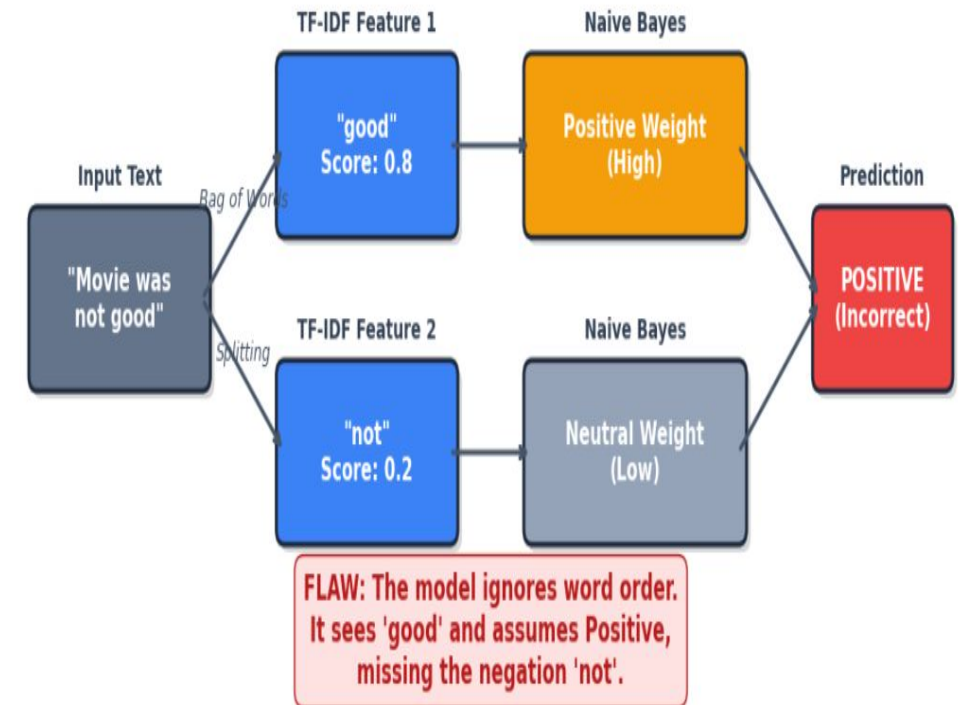 TF-IDF Feature 1
Naive Bayes
"good"
Score: 0.8
Positive Weight
(High)
Input Text
Bag of Words
Prediction
"Movie was
not good"
POSITIVE
(Incorrect)
Splitting
TF-IDF Feature 2
Naive Bayes
"not"
Score: 0.2
Neutral Weight
(Low)
FLAW: The model ignores word order.
It sees 'good' and assumes Positive,
missing the negation 'not'.